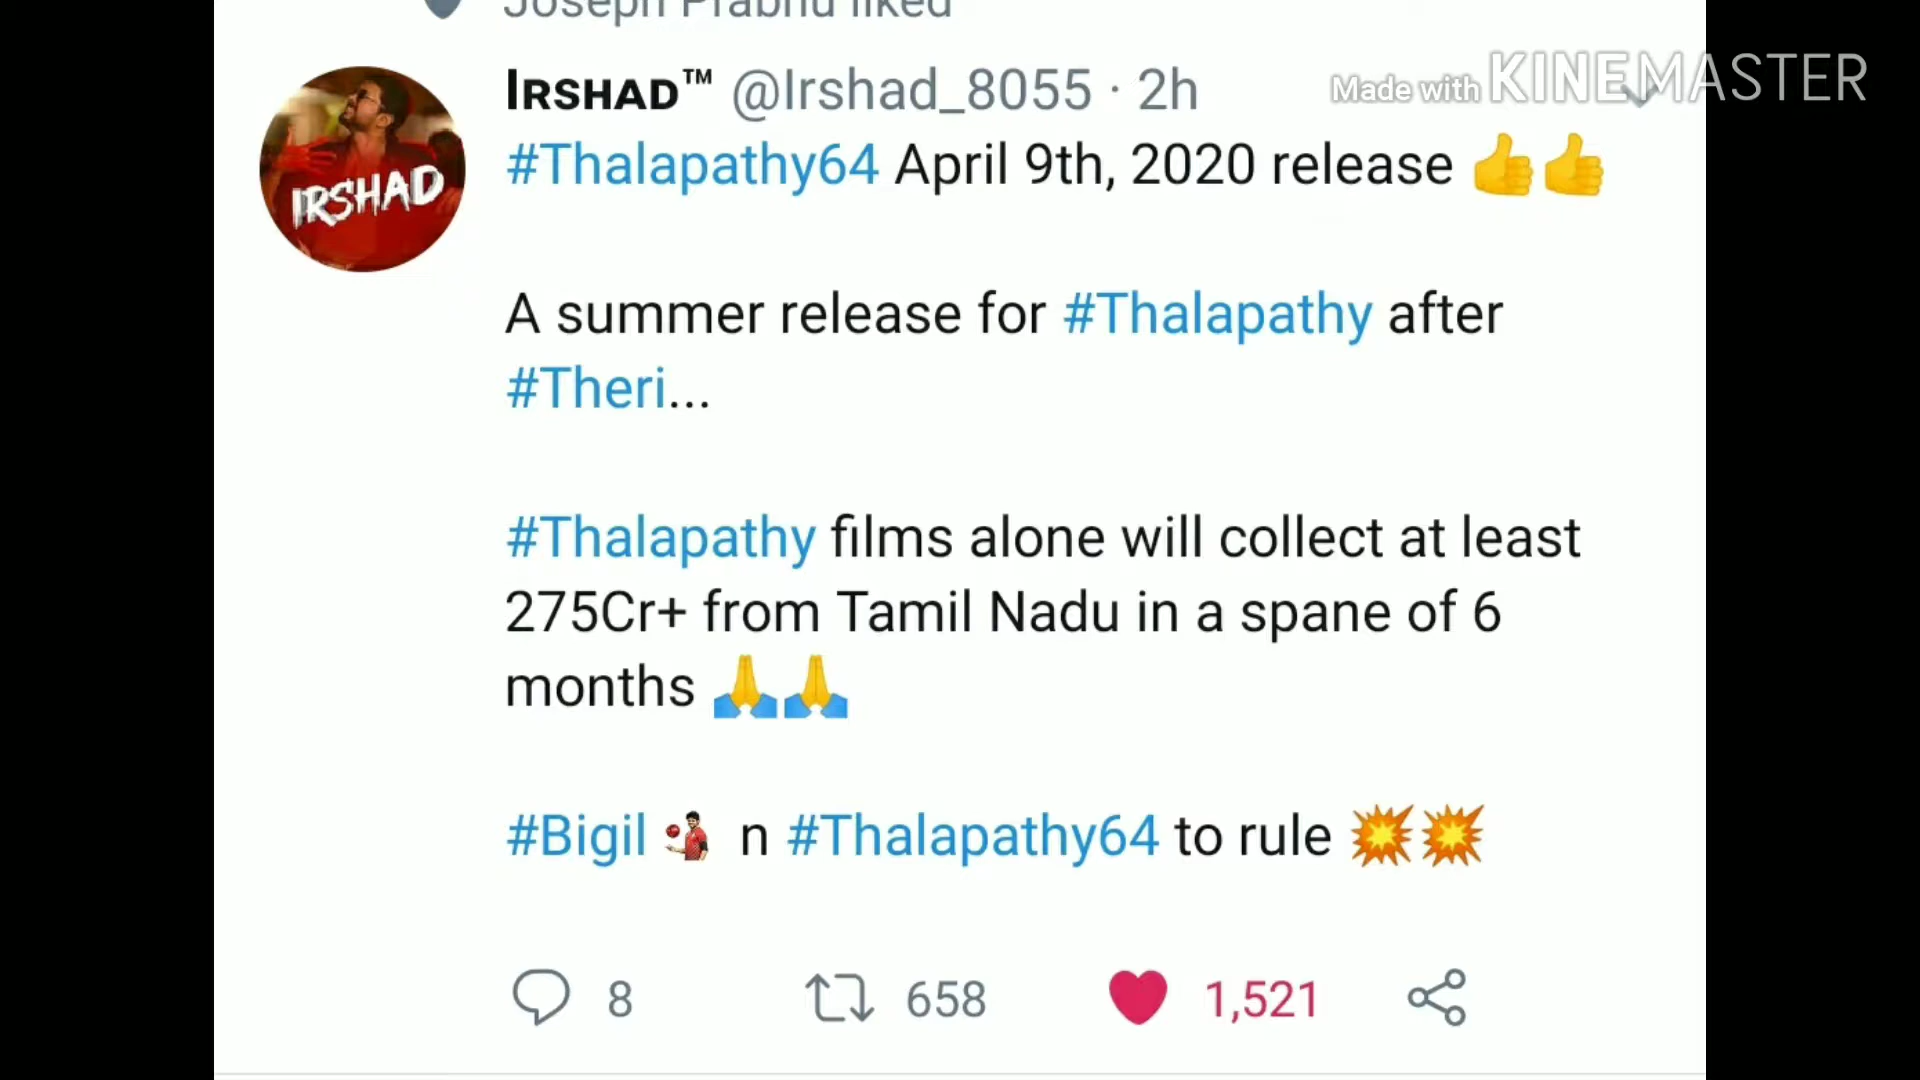 Joseph Prabhu liked
IRSHAD™ @Irshad_8055 · 2h
Made with KINEMASTER
IRSHAD
#Thalapathy64 April 9th, 2020 release 👍👍
A summer release for #Thalapathy after
#Theri...
#Thalapathy films alone will collect at least
275Cr+ from Tamil Nadu in a spane of 6
months 🙏🙏
#Bigil n #Thalapathy64 to rule 💥💥
8 658 1,521